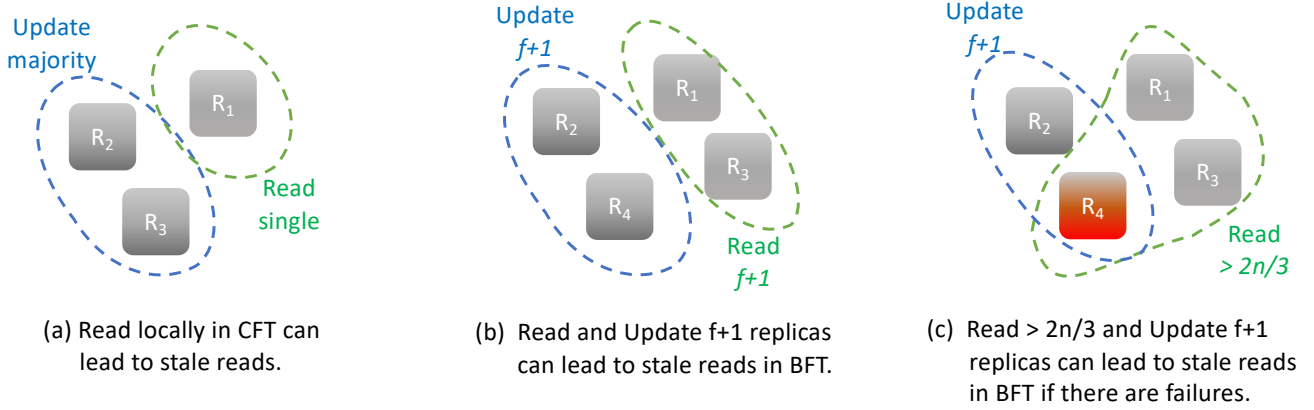 Update
majority
R1
R2
R3
Read
single
(a) Read locally in CFT can
lead to stale reads.
Update
f+1
R1
R2
R3
R4
Read
f+1
(b) Read and Update f+1 replicas
can lead to stale reads in BFT.
Update
f+1
R1
R2
R3
R4
Read
> 2n/3
(c) Read > 2n/3 and Update f+1
replicas can lead to stale reads
in BFT if there are failures.